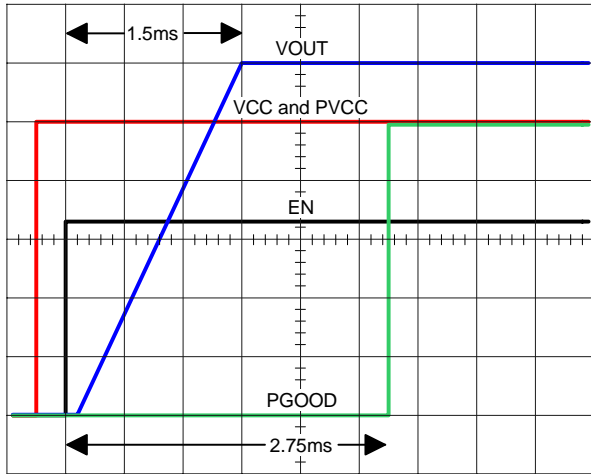 1.5ms
VOUT
VCC and PVCC
EN
PGOOD
2.75ms